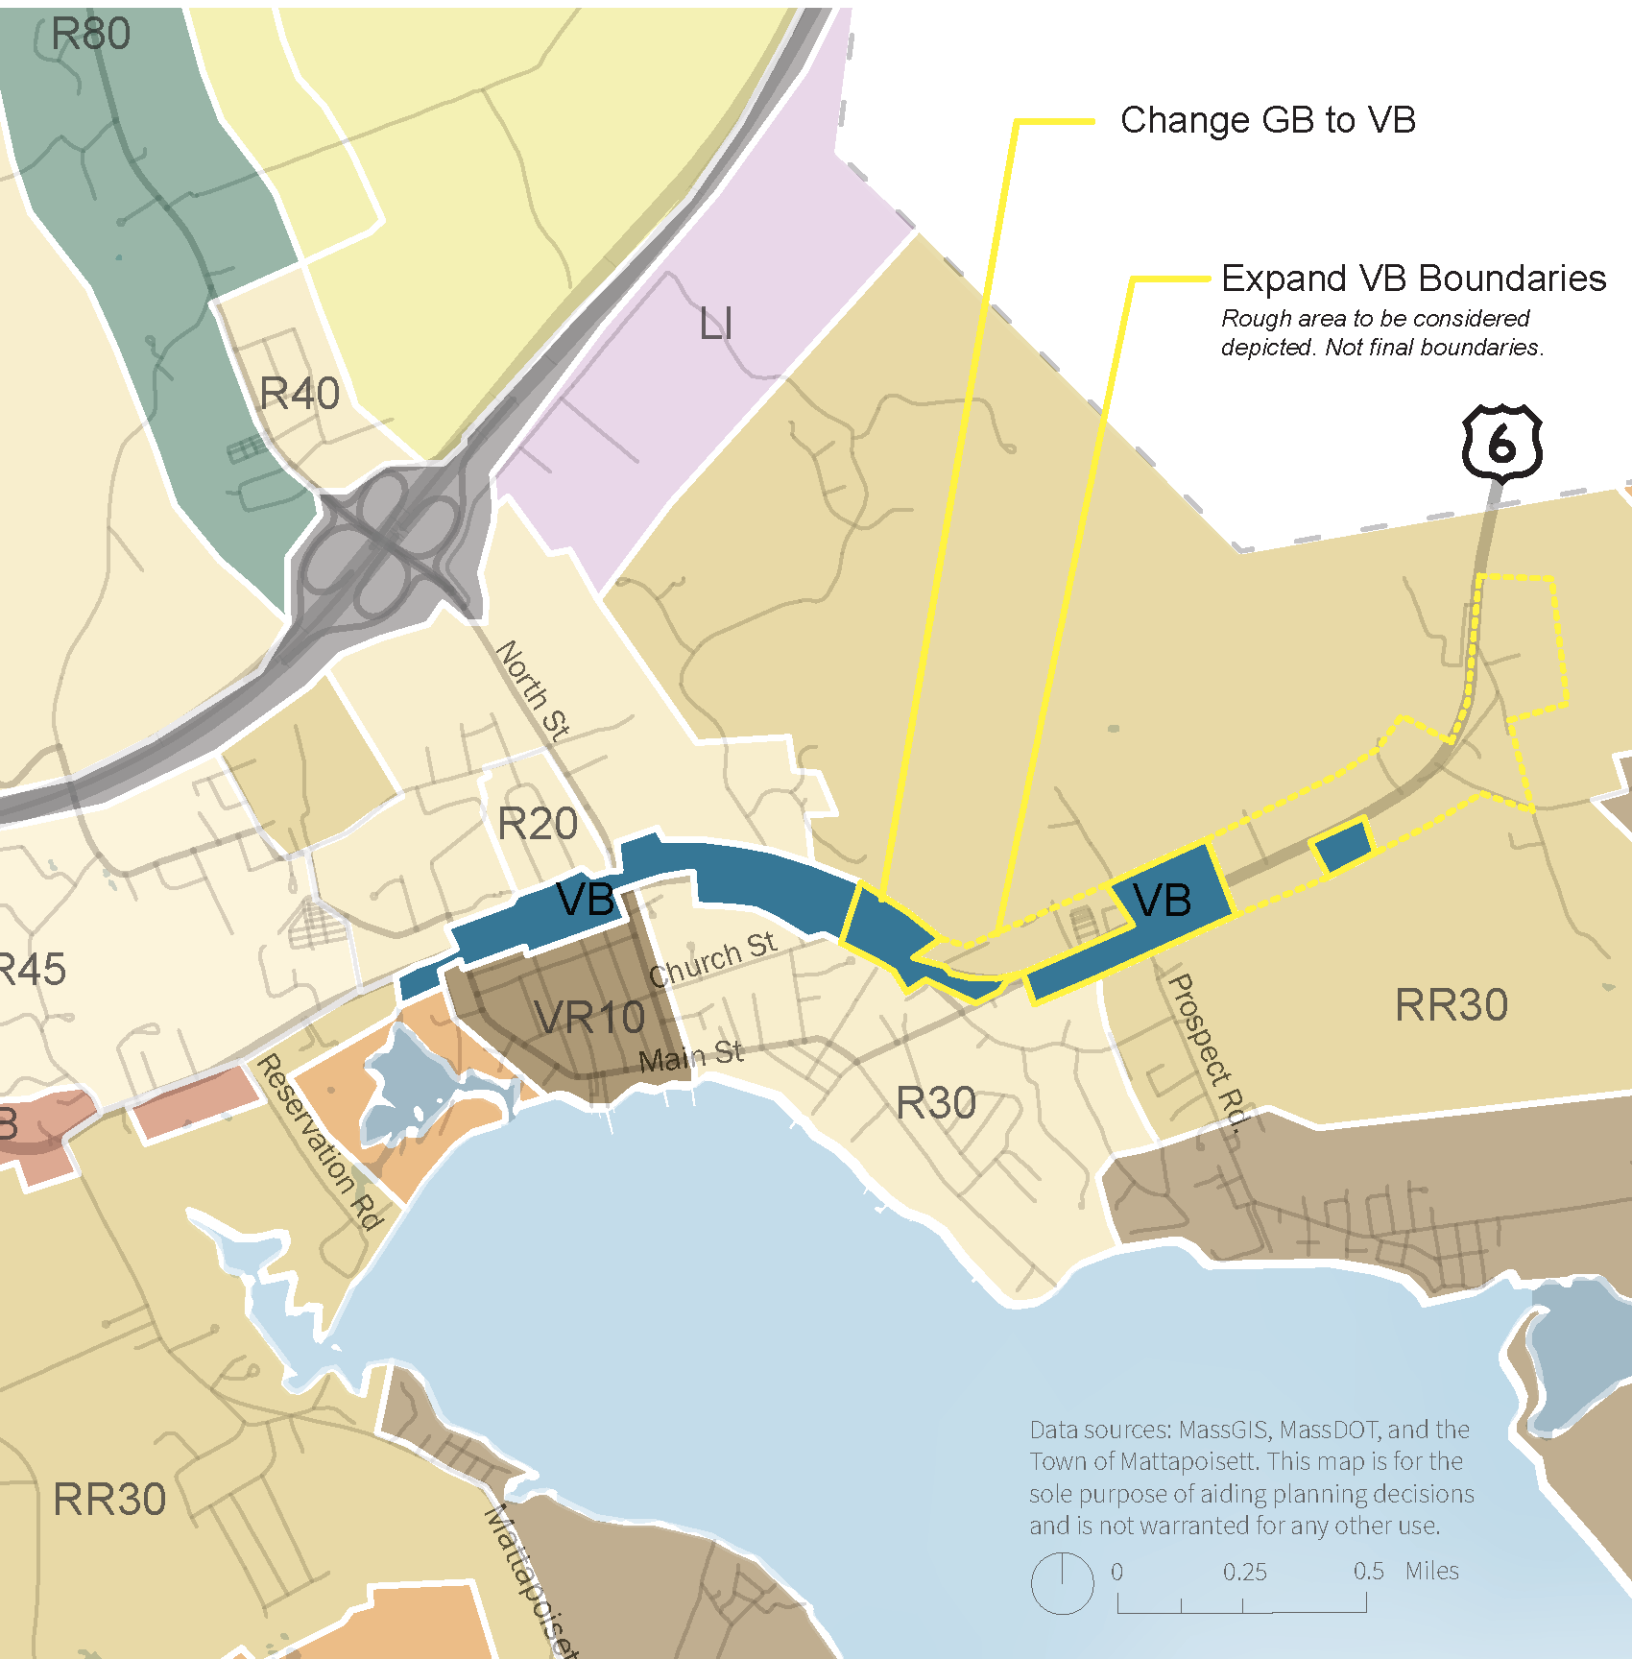 R80
Change GB to VB
Expand VB Boundaries
Rough area to be considered
depicted. Not final boundaries.
LI
R40
6
North St
R20
VB
VB
Church St
R45
VR10
Prospect Rd.
RR30
Main St
R30
B
Reservation Rd
RR30
Mattapoiset
Data sources: MassGIS, MassDOT, and the
Town of Mattapoisett. This map is for the
sole purpose of aiding planning decisions
and is not warranted for any other use.
0 0.25 0.5 Miles